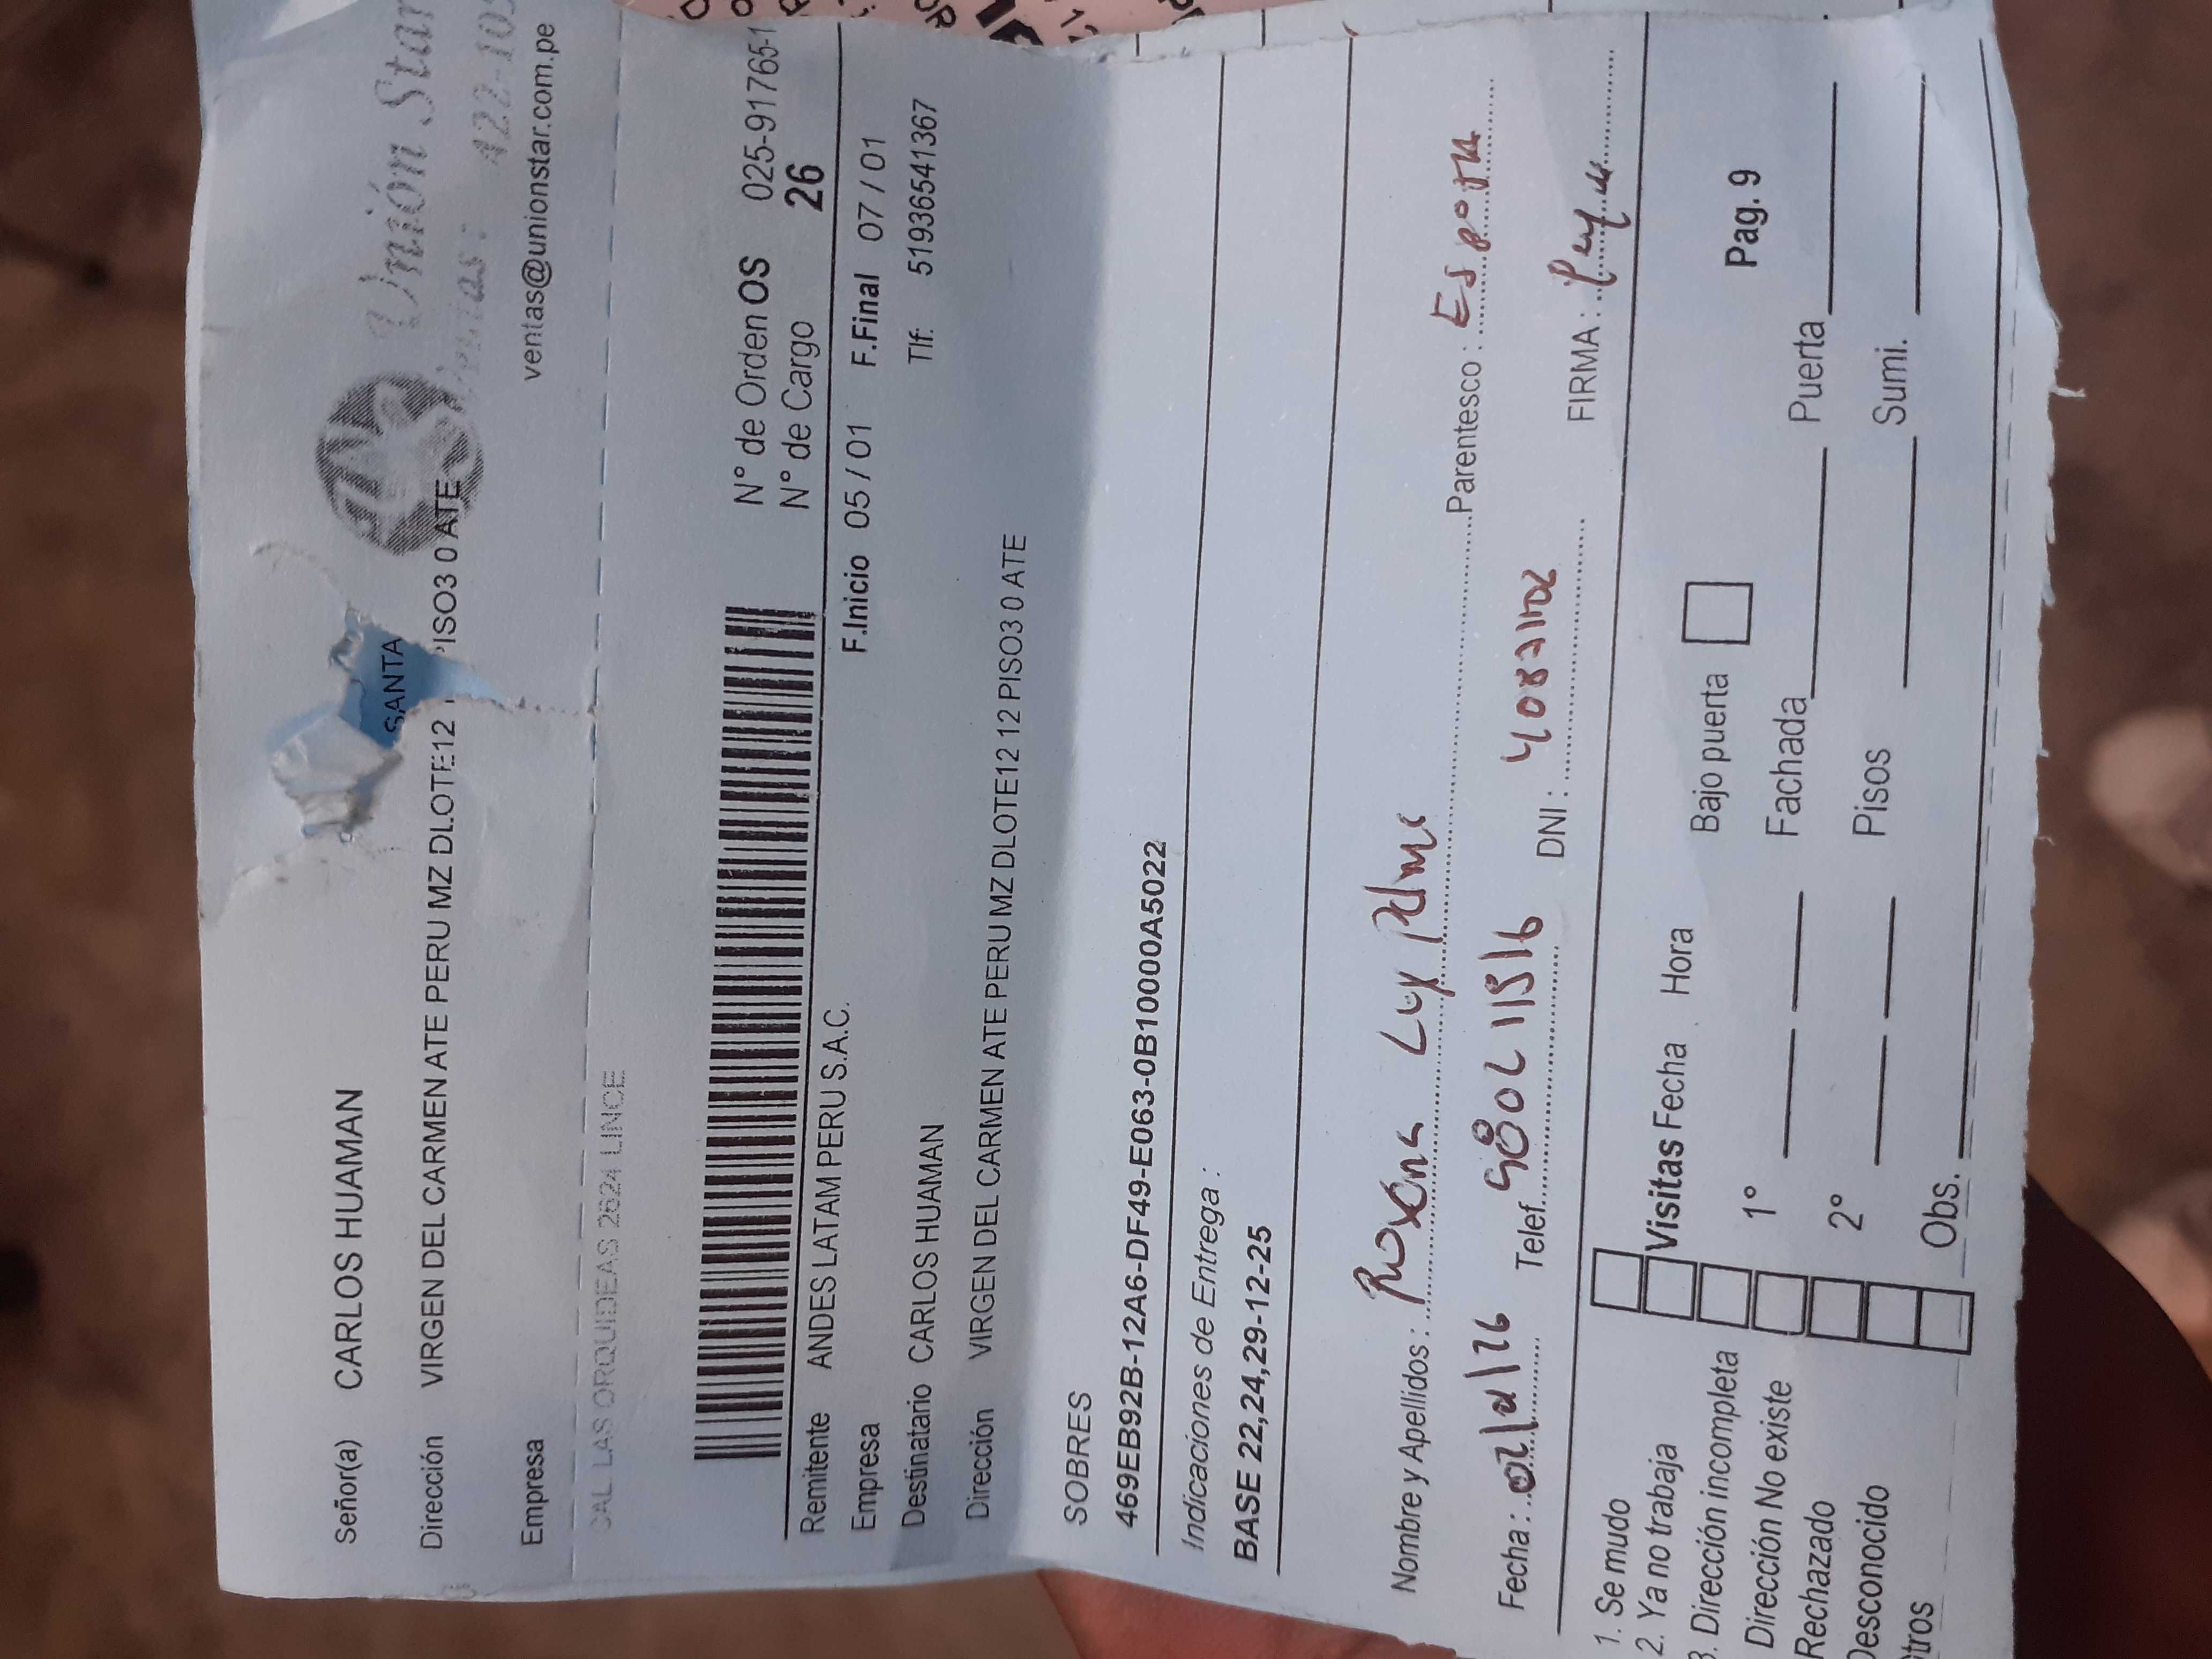 Unión Star
422-105
ventas@unionstar.com.pe
Señor(a) CARLOS HUAMAN
SANTA
Dirección VIRGEN DEL CARMEN ATE PERU MZ DLOTE12 PISO3 0 ATE
Empresa
CAL LAS ORQUIDEAS 2624 LINCE
N° de Orden OS 025-91765-1
N° de Cargo 26
Remitente ANDES LATAM PERU S.A.C.
Empresa F.Inicio 05 / 01 F.Final 07 / 01
Destinatario CARLOS HUAMAN Tlf: 51936541367
Dirección VIRGEN DEL CARMEN ATE PERU MZ DLOTE12 12 PISO3 0 ATE
SOBRES
469EB92B-12A6-DF49-E063-0B10000A5022
Indicaciones de Entrega :
BASE 22,24,29-12-25
Nombre y Apellidos : Roxana Parentesco :
Fecha : Telef. DNI : FIRMA :
1. Se mudo
2. Ya no trabaja Visitas Fecha Hora Bajo puerta
3. Dirección incompleta
Dirección No existe 1° Fachada Puerta Pag. 9
Rechazado
Desconocido 2° Pisos Sumi.
Otros Obs.